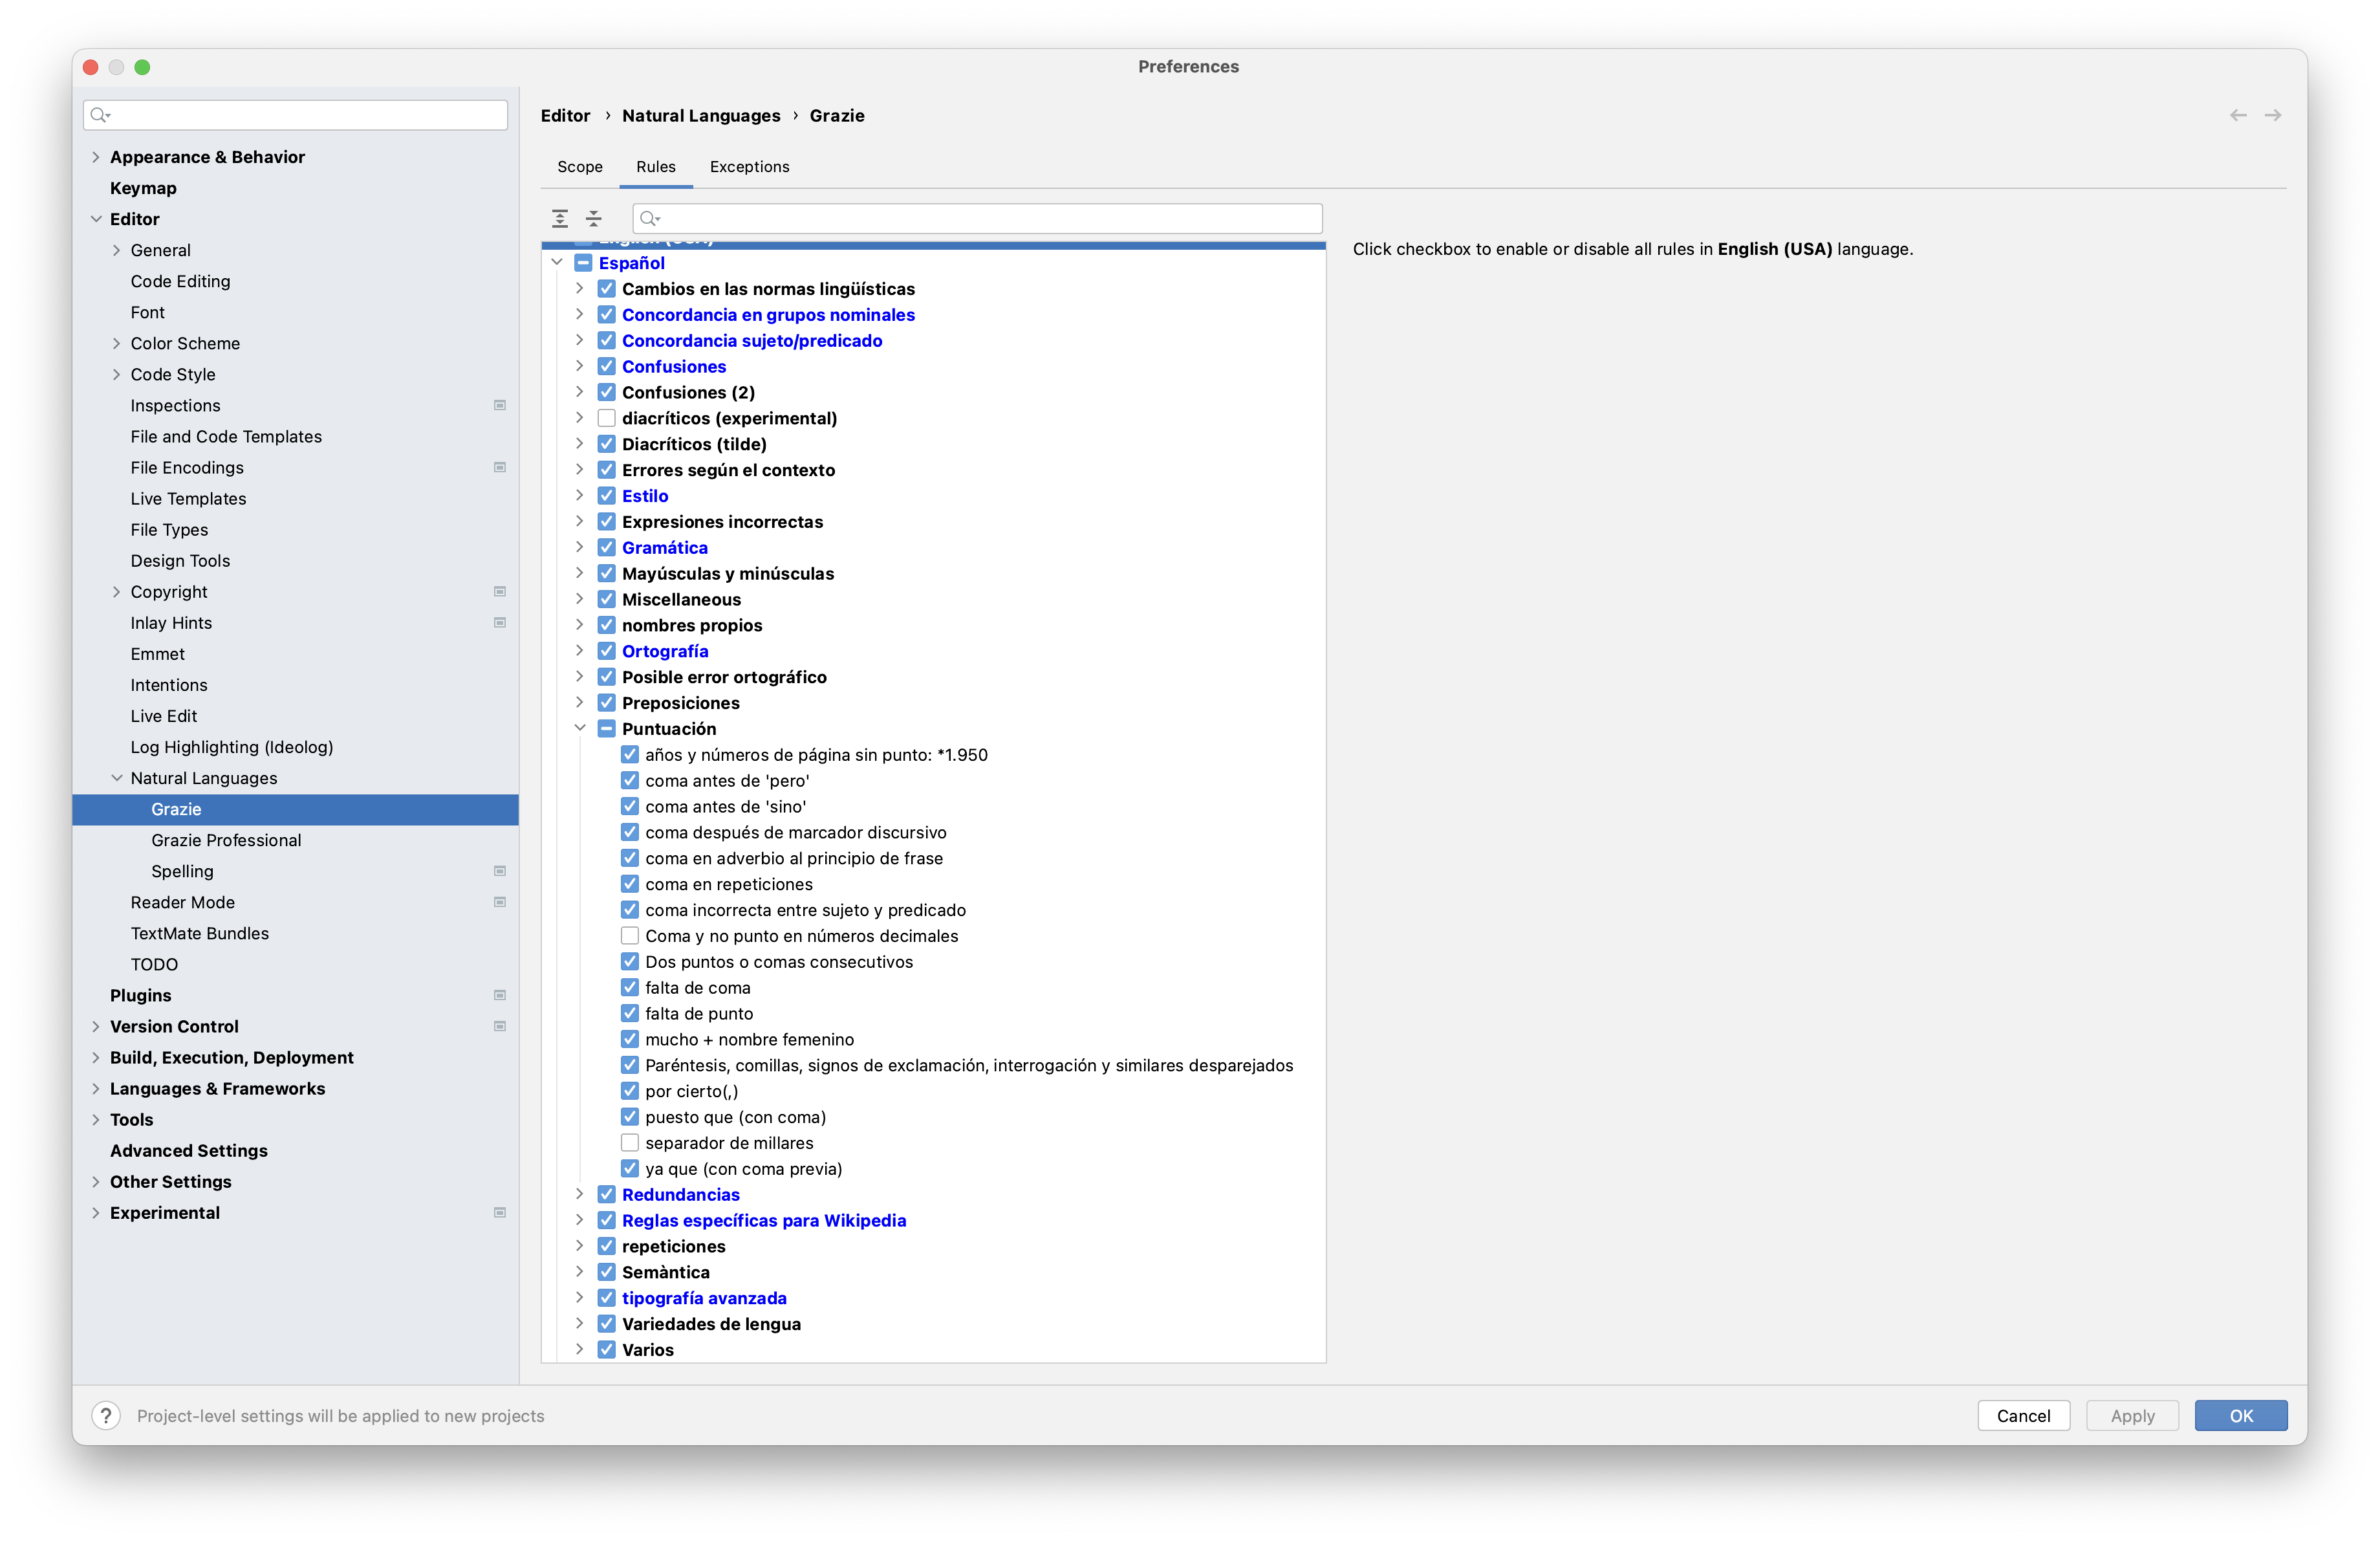 Preferences
Appearance & Behavior
Keymap
Editor
General
Code Editing
Font
Color Scheme
Code Style
Inspections
File and Code Templates
File Encodings
Live Templates
File Types
Design Tools
Copyright
Inlay Hints
Emmet
Intentions
Live Edit
Log Highlighting (Ideolog)
Natural Languages
Grazie
Grazie Professional
Spelling
Reader Mode
TextMate Bundles
TODO
Plugins
Version Control
Build, Execution, Deployment
Languages & Frameworks
Tools
Advanced Settings
Other Settings
Experimental
Editor › Natural Languages › Grazie
Scope Rules Exceptions
English (USA)
Español
Cambios en las normas lingüísticas
Concordancia en grupos nominales
Concordancia sujeto/predicado
Confusiones
Confusiones (2)
diacríticos (experimental)
Diacríticos (tilde)
Errores según el contexto
Estilo
Expresiones incorrectas
Gramática
Mayúsculas y minúsculas
Miscellaneous
nombres propios
Ortografía
Posible error ortográfico
Preposiciones
Puntuación
años y números de página sin punto: *1.950
coma antes de 'pero'
coma antes de 'sino'
coma después de marcador discursivo
coma en adverbio al principio de frase
coma en repeticiones
coma incorrecta entre sujeto y predicado
Coma y no punto en números decimales
Dos puntos o comas consecutivos
falta de coma
falta de punto
mucho + nombre femenino
Paréntesis, comillas, signos de exclamación, interrogación y similares desparejados
por cierto(,)
puesto que (con coma)
separador de millares
ya que (con coma previa)
Redundancias
Reglas específicas para Wikipedia
repeticiones
Semàntica
tipografía avanzada
Variedades de lengua
Varios
Click checkbox to enable or disable all rules in English (USA) language.
? Project-level settings will be applied to new projects
Cancel Apply OK